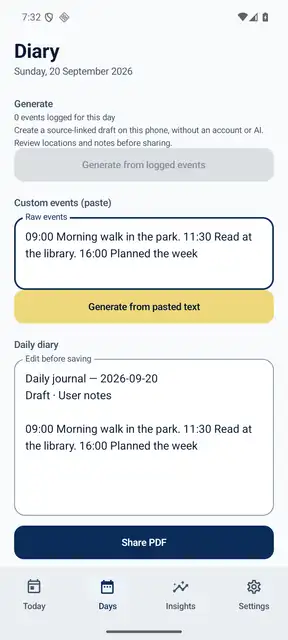 7:32
Diary
Sunday, 20 September 2026
Generate
0 events logged for this day
Create a source-linked draft on this phone, without an account or AI.
Review locations and notes before sharing.
Generate from logged events
Custom events (paste)
Raw events
09:00 Morning walk in the park. 11:30 Read at
the library. 16:00 Planned the week
Generate from pasted text
Daily diary
Edit before saving
Daily journal — 2026-09-20
Draft · User notes
09:00 Morning walk in the park. 11:30 Read at
the library. 16:00 Planned the week
Share PDF
Today
Days
Insights
Settings